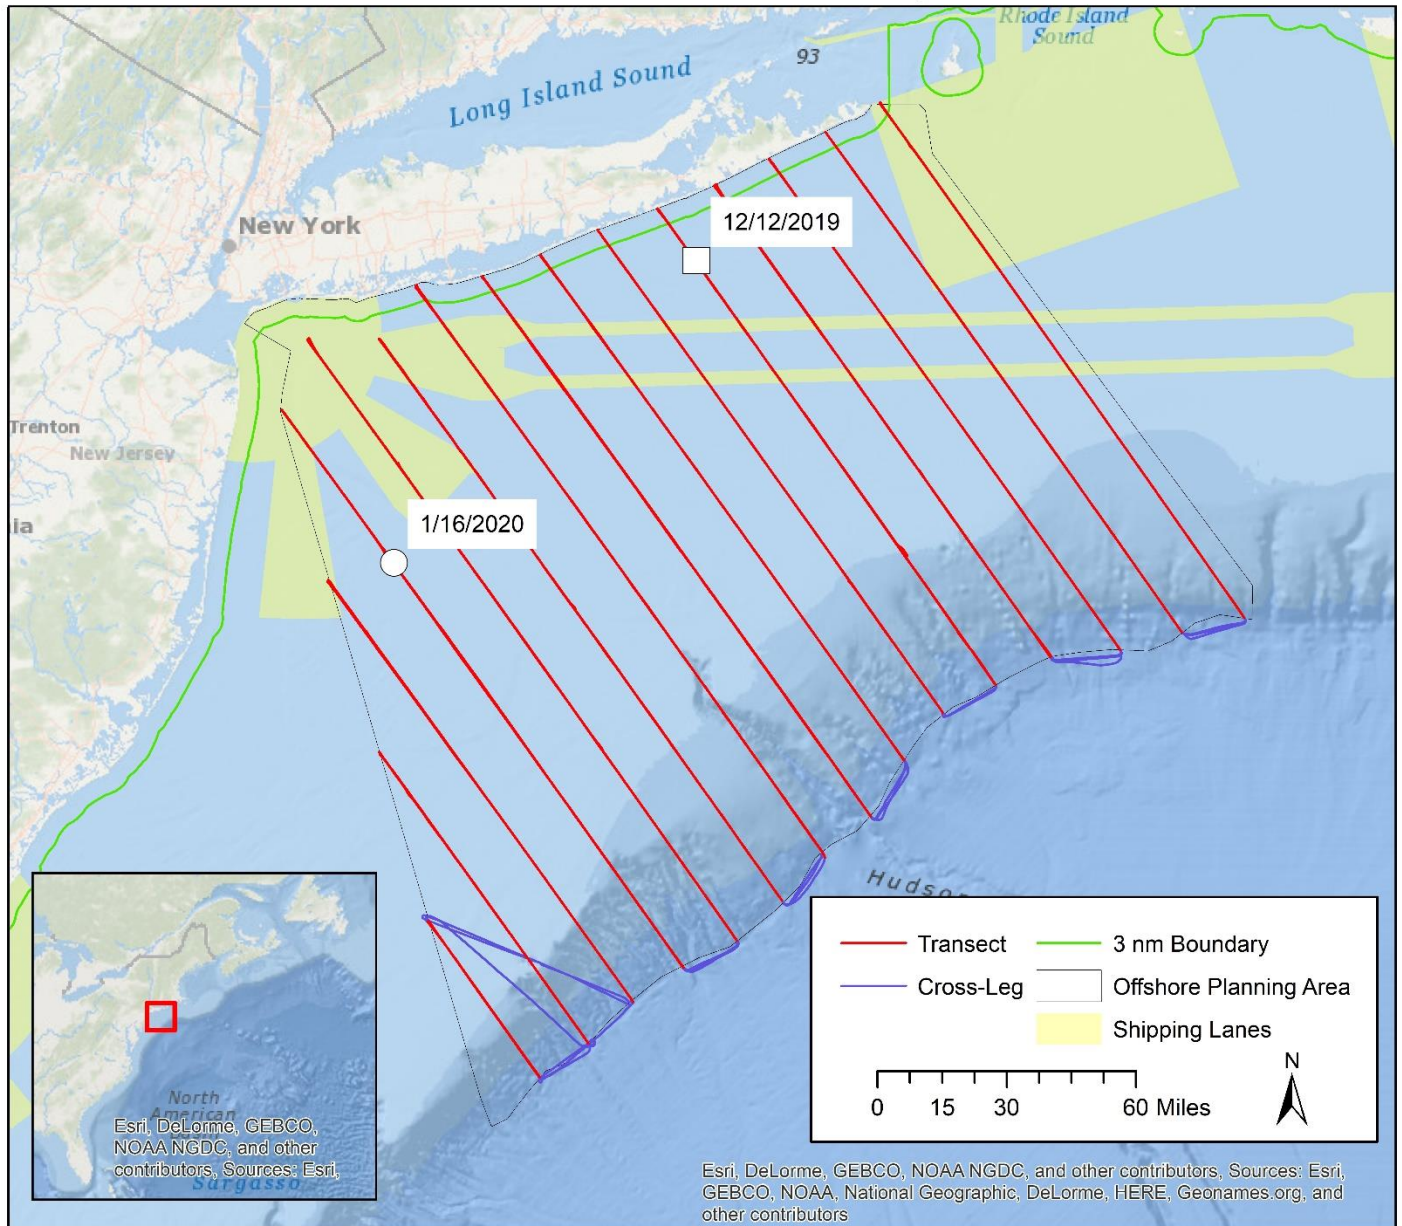 Rhode Island
Sound
93
Long Island Sound
12/12/2019
New York
Trenton
New Jersey
1/16/2020
ia
Hudson
Transect
3 nm Boundary
Cross-Leg
Offshore Planning Area
Shipping Lanes
N
0 15 30 60 Miles
North
American
Esri, DeLorme, GEBCO,
NOAA NGDC, and other
contributors, Sources: Esri,
Sargasso
Esri, DeLorme, GEBCO, NOAA NGDC, and other contributors, Sources: Esri,
GEBCO, NOAA, National Geographic, DeLorme, HERE, Geonames.org, and
other contributors